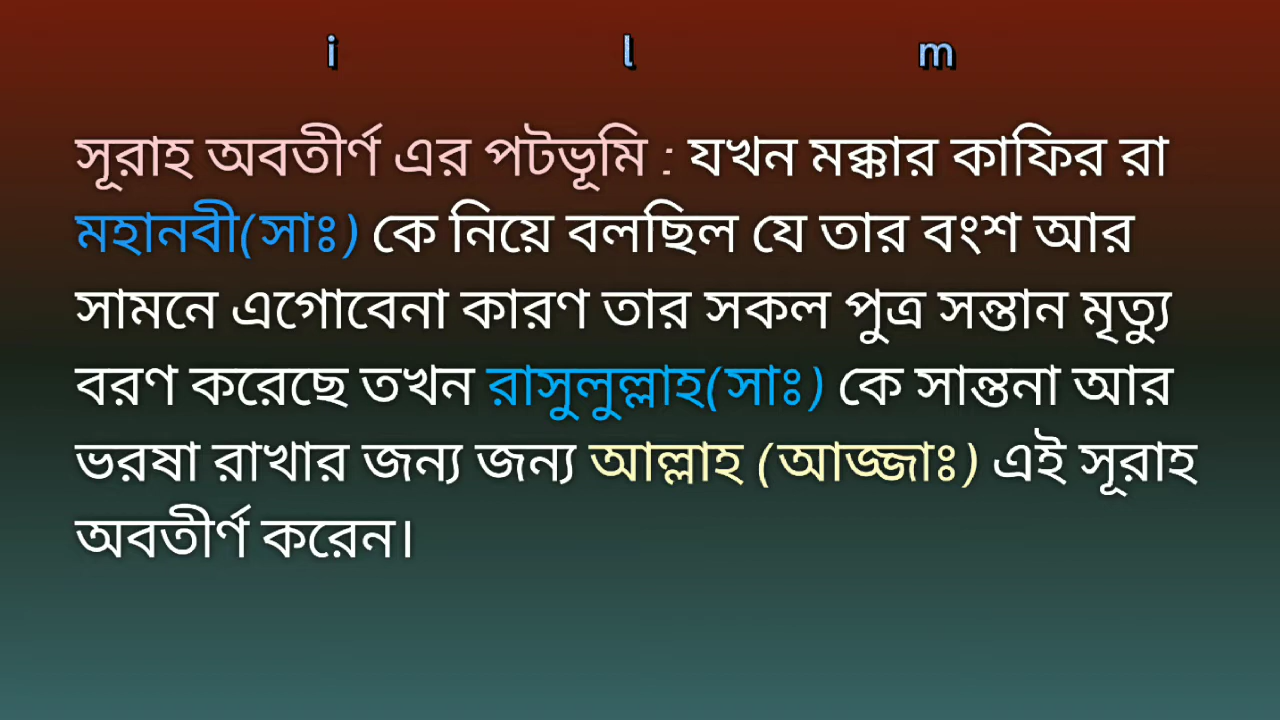 i l m
সূরাহ অবতীর্ণ এর পটভূমি : যখন মক্কার কাফির রা
মহানবী(সাঃ) কে নিয়ে বলছিল যে তার বংশ আর
সামনে এগোবেনা কারণ তার সকল পুত্র সন্তান মৃত্যু
বরণ করেছে তখন রাসুলুল্লাহ(সাঃ) কে সান্তনা আর
ভরষা রাখার জন্য জন্য আল্লাহ (আজ্জাঃ) এই সূরাহ
অবতীর্ণ করেন।